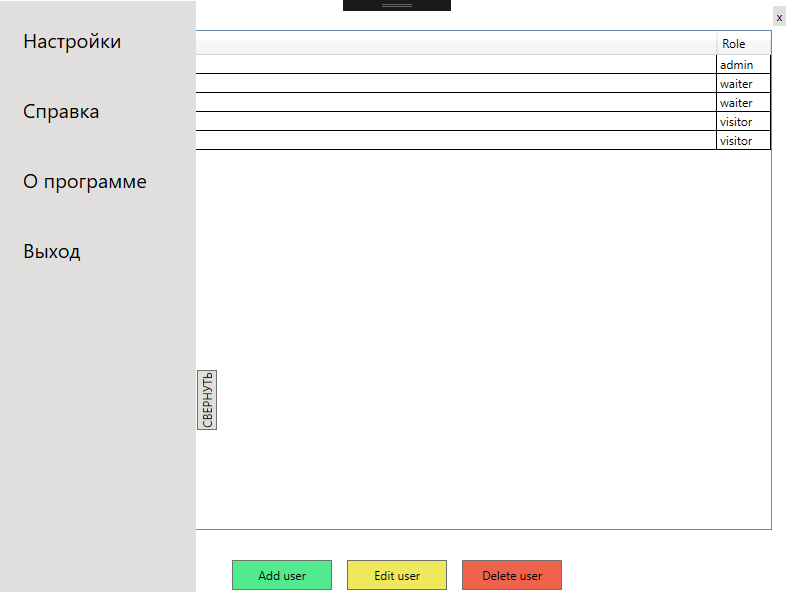 Настройки
Справка
О программе
Выход
x
Role
admin
waiter
waiter
visitor
visitor
СВЕРНУТЬ
Add user
Edit user
Delete user